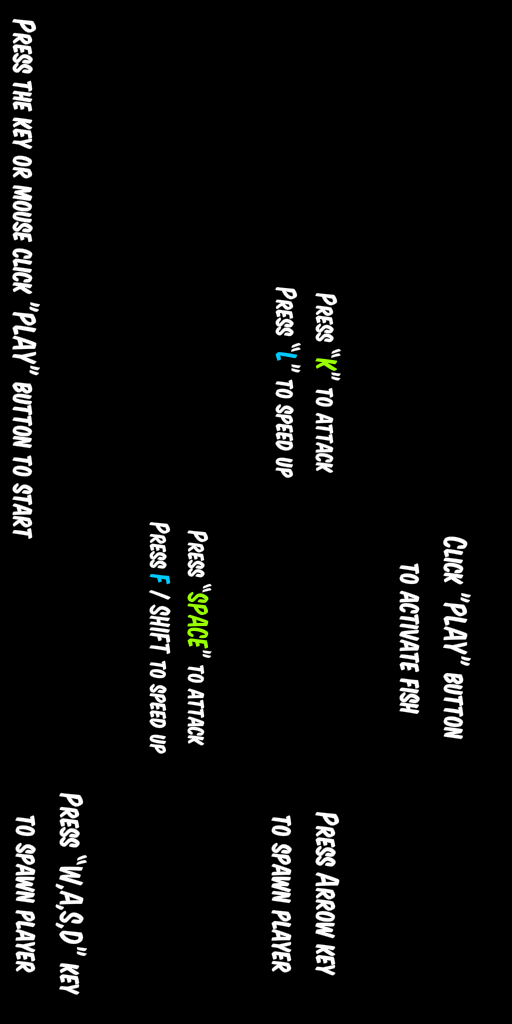 Click "PLAY" button
to activate fish
Press "K" to attack
Press "L" to speed up
Press Arrow key
to spawn player
Press "SPACE" to attack
Press F / SHIFT to speed up
Press "W,A,S,D" key
to spawn player
Press the key or mouse click "PLAY" button to start